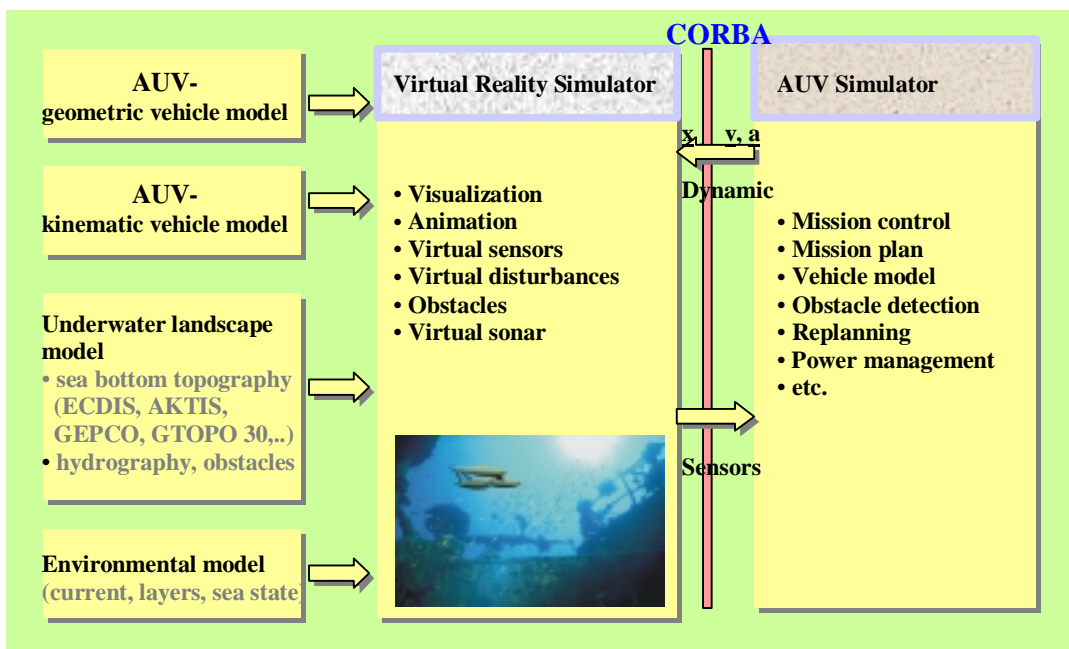 CORBA
AUV-
geometric vehicle model
Virtual Reality Simulator
AUV Simulator
x v, a
Dynamic
AUV-
kinematic vehicle model
• Visualization
• Animation
• Virtual sensors
• Virtual disturbances
• Obstacles
• Virtual sonar
• Mission control
• Mission plan
• Vehicle model
• Obstacle detection
• Replanning
• Power management
• etc.
Underwater landscape
model
• sea bottom topography
(ECDIS, AKTIS,
GEPCO, GTOPO 30,..)
• hydrography, obstacles
Sensors
Environmental model
(current, layers, sea state)